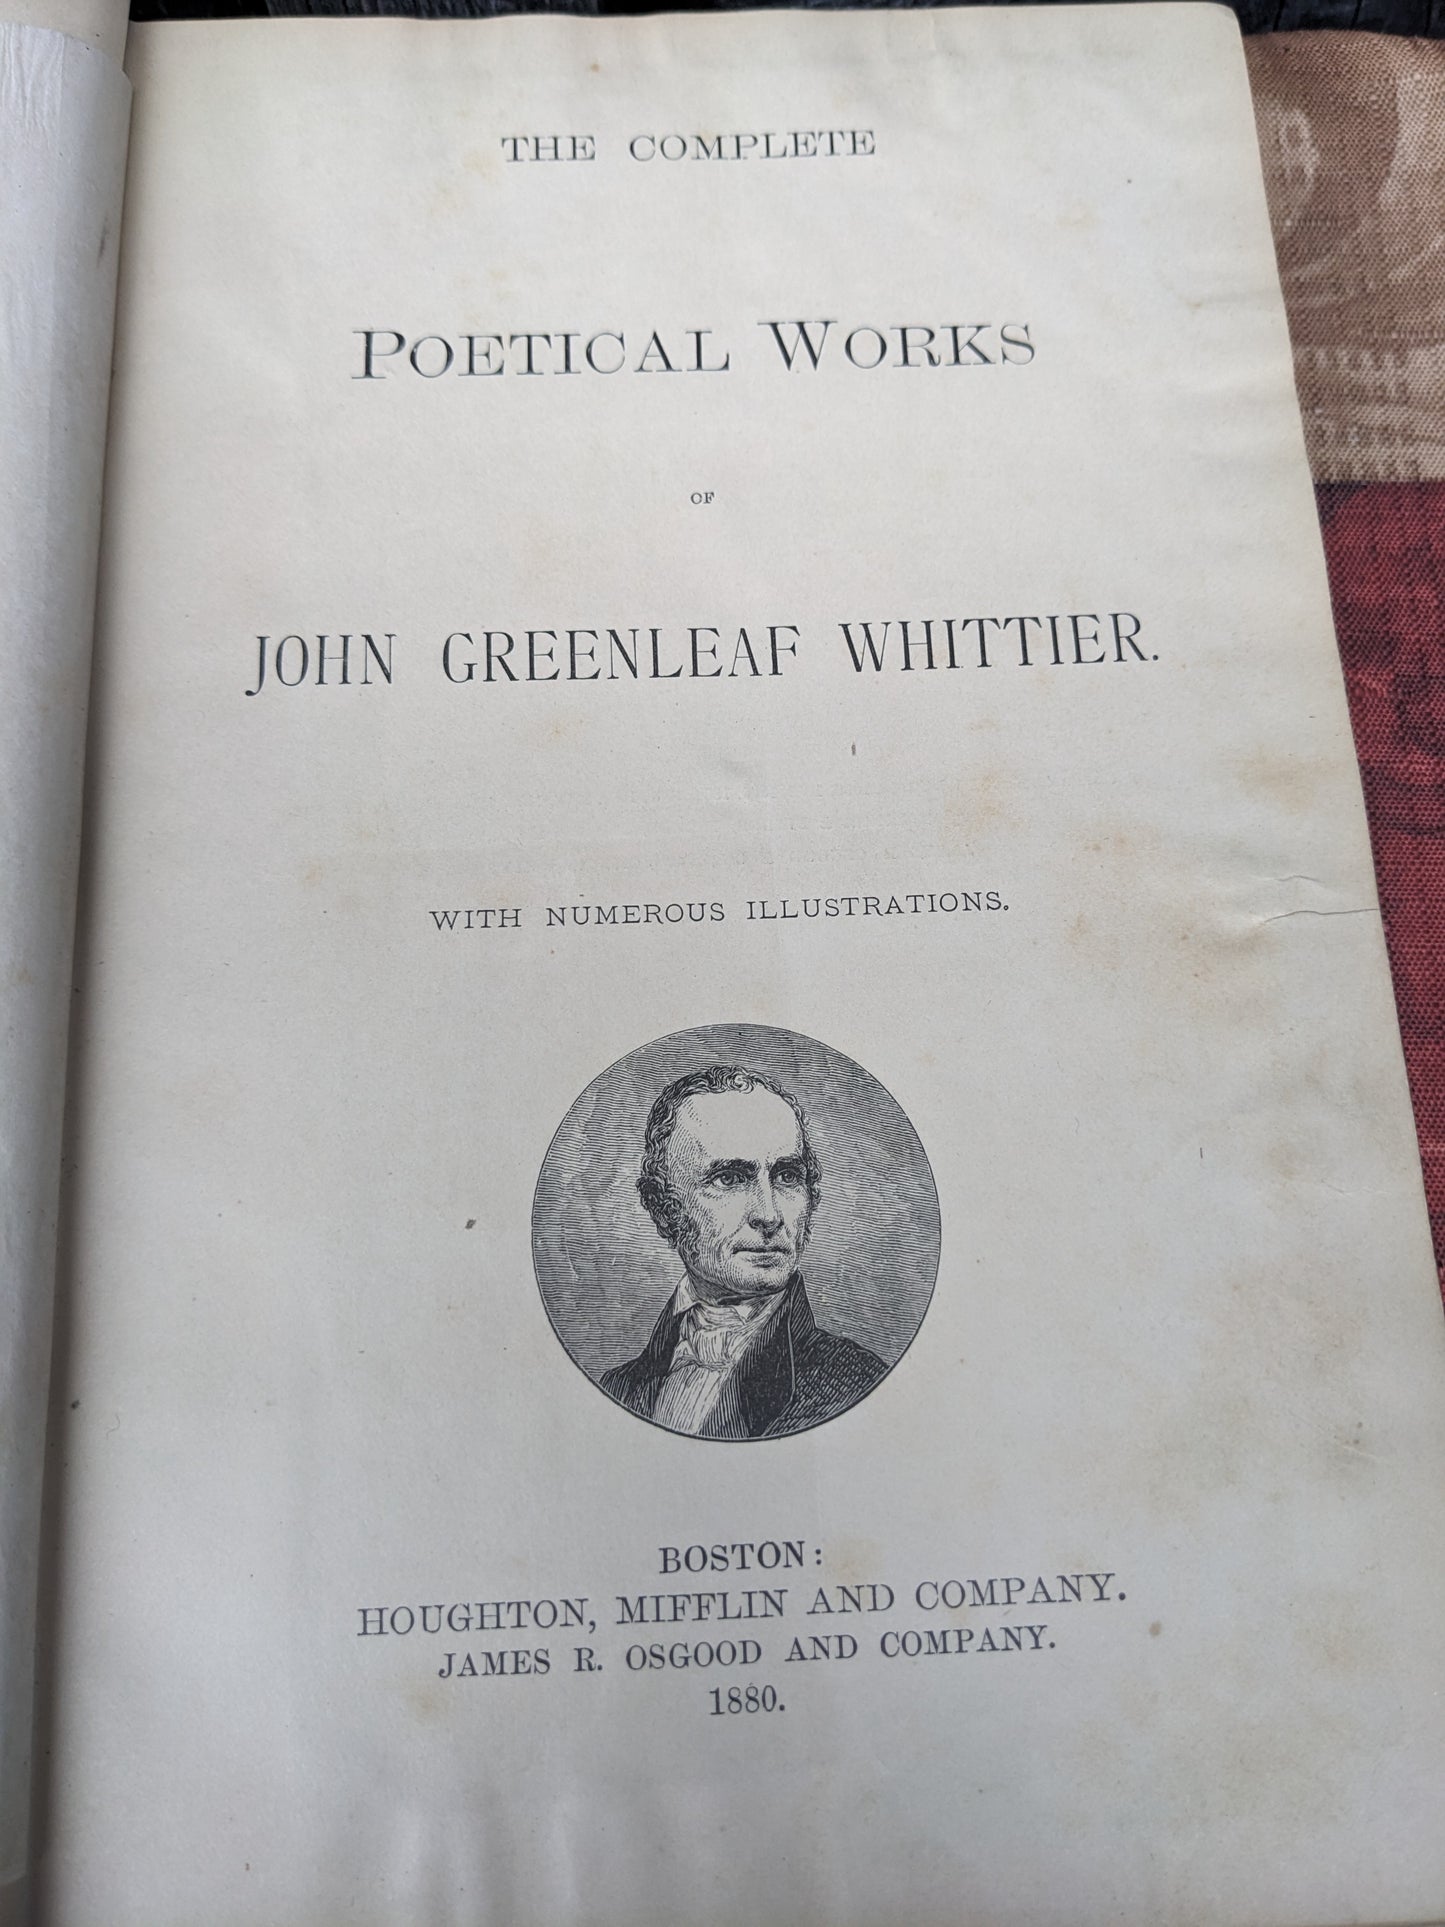 THE COMPLETE
POETICAL WORKS
OF
JOHN GREENLEAF WHITTIER.
WITH NUMEROUS ILLUSTRATIONS.
BOSTON:
HOUGHTON, MIFFLIN AND COMPANY.
JAMES R. OSGOOD AND COMPANY.
1880.